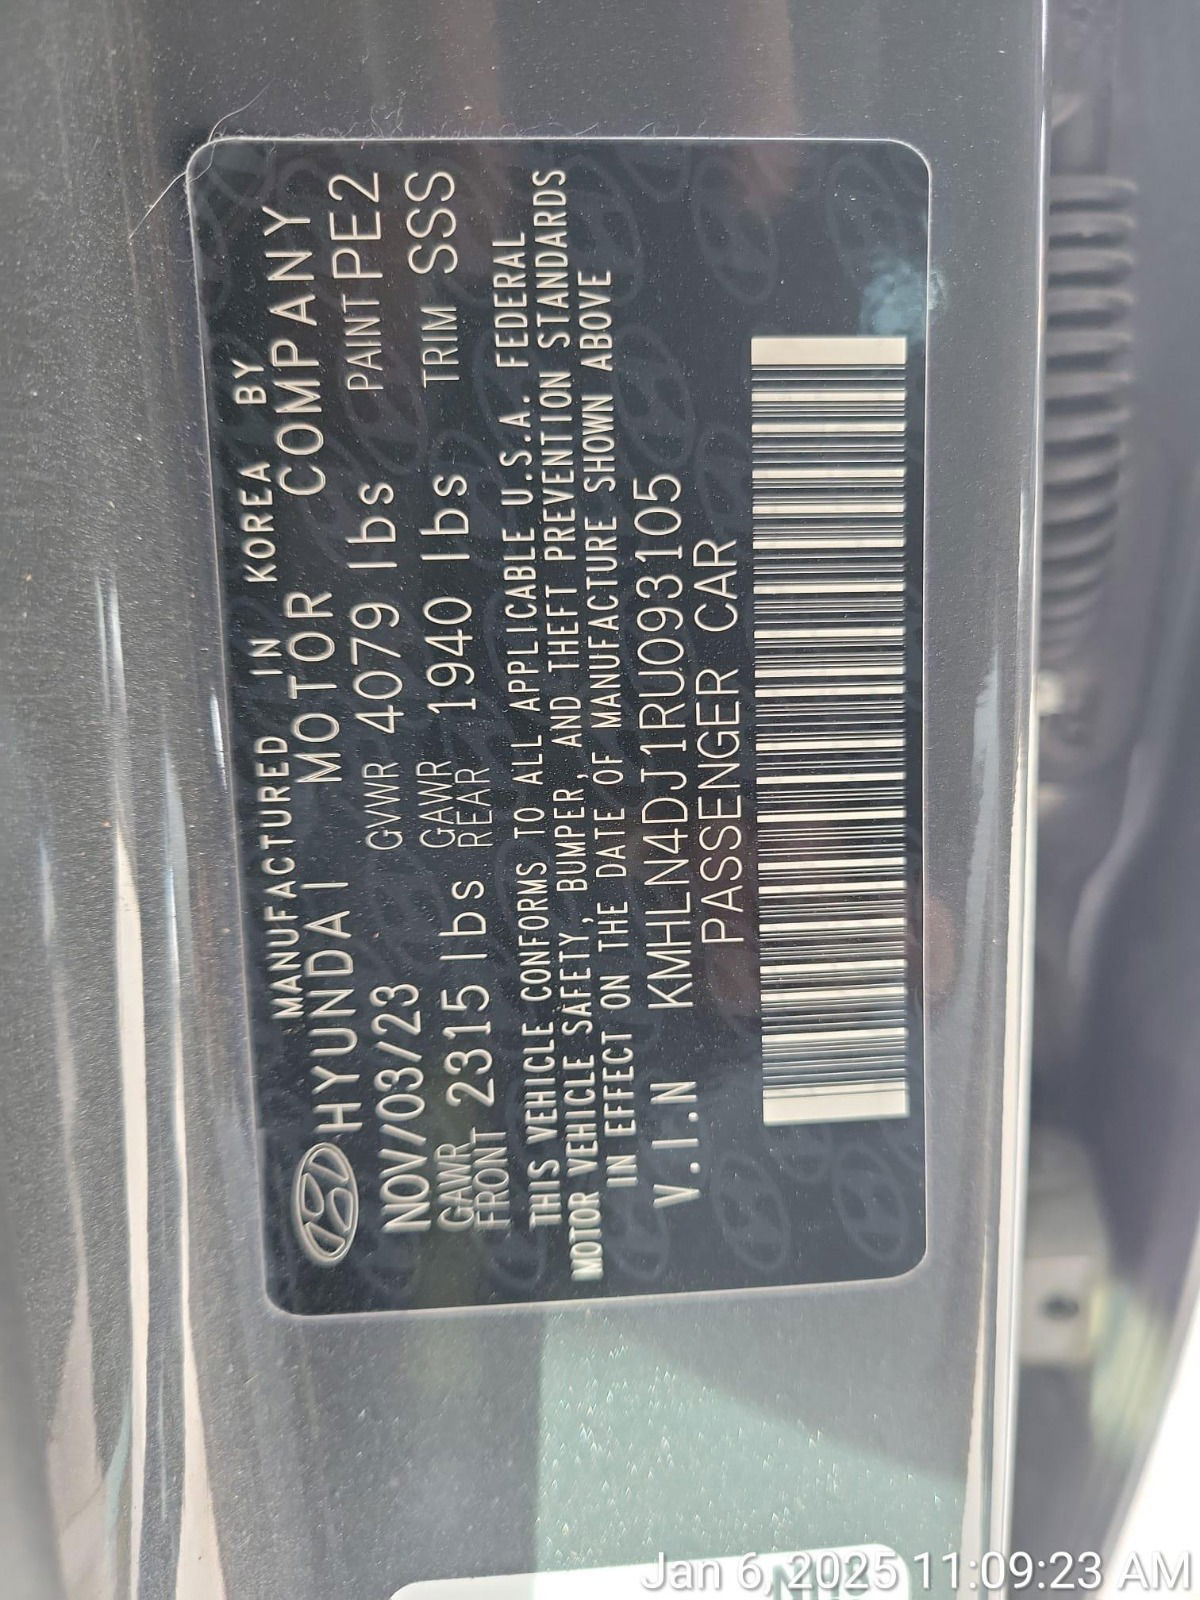 MANUFACTURED IN KOREA BY
HYUNDAI MOTOR COMPANY
NOV/03/23 GVWR 4079 lbs PAINT PE2
GAWR FRONT 2315 lbs GAWR REAR 1940 lbs TRIM SSS
THIS VEHICLE CONFORMS TO ALL APPLICABLE U.S.A. FEDERAL
MOTOR VEHICLE SAFETY, BUMPER, AND THEFT PREVENTION STANDARDS
IN EFFECT ON THE DATE OF MANUFACTURE SHOWN ABOVE
V.I.N KMHLN4DJ1RU093105
PASSENGER CAR
Jan 6, 2025 11:09:23 AM